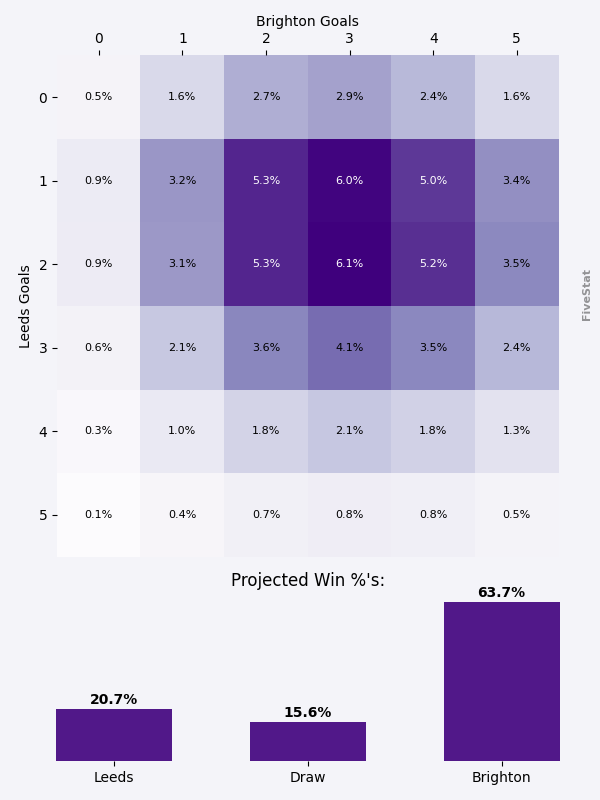 Brighton Goals
0 1 2 3 4 5
0 0.5% 1.6% 2.7% 2.9% 2.4% 1.6%
1 0.9% 3.2% 5.3% 6.0% 5.0% 3.4%
2 0.9% 3.1% 5.3% 6.1% 5.2% 3.5%
3 0.6% 2.1% 3.6% 4.1% 3.5% 2.4%
4 0.3% 1.0% 1.8% 2.1% 1.8% 1.3%
5 0.1% 0.4% 0.7% 0.8% 0.8% 0.5%
Leeds Goals
FiveStat
Projected Win %'s:
20.7% 15.6% 63.7%
Leeds Draw Brighton